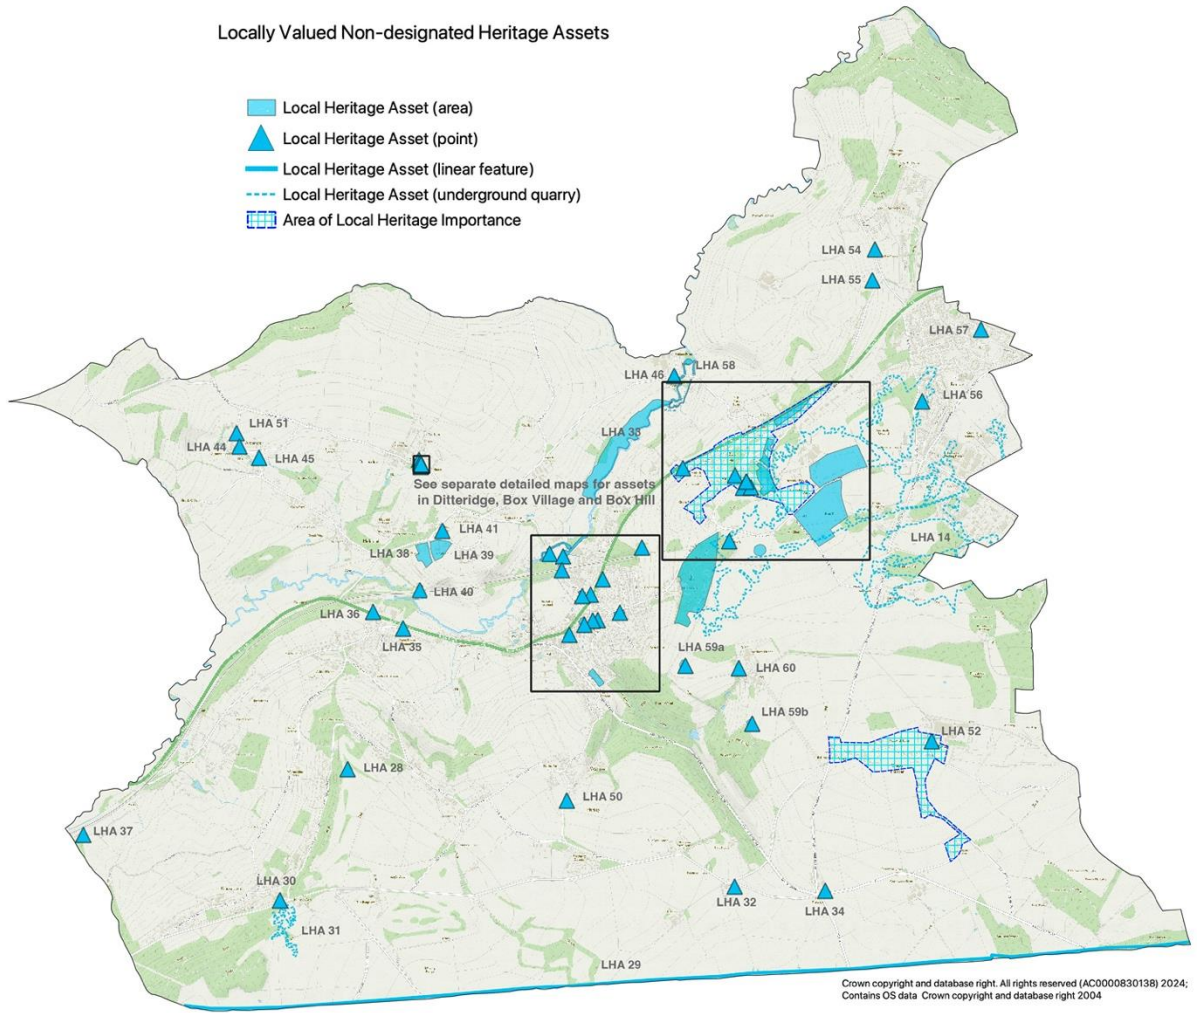 Locally Valued Non-designated Heritage Assets
Local Heritage Asset (area)
Local Heritage Asset (point)
Local Heritage Asset (linear feature)
Local Heritage Asset (underground quarry)
Area of Local Heritage Importance
LHA 54
LHA 55
LHA 57
LHA 58
LHA 46
LHA 56
LHA 51
LHA 33
LHA 44
LHA 45
See separate detailed maps for assets
in Ditteridge, Box Village and Box Hill
LHA 41
LHA 14
LHA 38
LHA 39
LHA 40
LHA 36
LHA 35
LHA 59a
LHA 60
LHA 59b
LHA 52
LHA 28
LHA 50
LHA 37
LHA 30
LHA 32
LHA 34
LHA 31
LHA 29
Crown copyright and database right. All rights reserved (AC0000830138) 2024;
Contains OS data Crown copyright and database right 2004